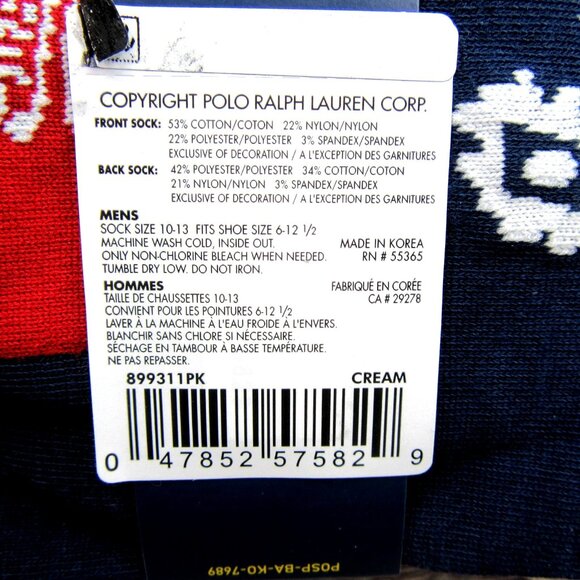 COPYRIGHT POLO RALPH LAUREN CORP.
FRONT SOCK: 53% COTTON/COTON 22% NYLON/NYLON
22% POLYESTER/POLYESTER 3% SPANDEX/SPANDEX
EXCLUSIVE OF DECORATION / A L'EXCEPTION DES GARNITURES
BACK SOCK: 42% POLYESTER/POLYESTER 34% COTTON/COTON
21% NYLON/NYLON 3% SPANDEX/SPANDEX
EXCLUSIVE OF DECORATION / A L'EXCEPTION DES GARNITURES
MENS
SOCK SIZE 10-13 FITS SHOE SIZE 6-12 1/2
MACHINE WASH COLD, INSIDE OUT. MADE IN KOREA
ONLY NON-CHLORINE BLEACH WHEN NEEDED. RN # 55365
TUMBLE DRY LOW. DO NOT IRON.
HOMMES FABRIQUÉ EN CORÉE
TAILLE DE CHAUSSETTES 10-13 CA # 29278
CONVIENT POUR LES POINTURES 6-12 1/2
LAVER À LA MACHINE À L'EAU FROIDE À L'ENVERS.
BLANCHIR SANS CHLORE SI NÉCESSAIRE.
SÉCHAGE EN TAMBOUR À BASSE TEMPÉRATURE.
NE PAS REPASSER.
899311PK CREAM
0 47852 57582 9
POSP-BA-KO-7689